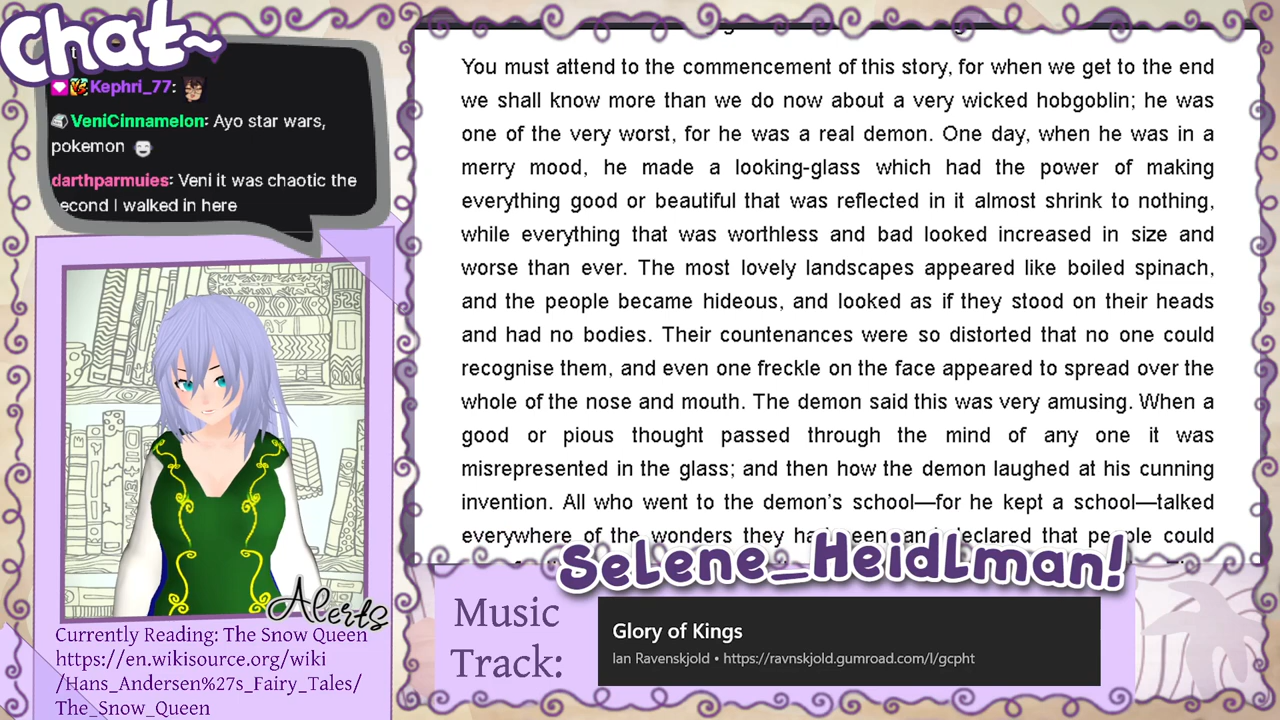 Chat~
Kephri_77:
VeniCinnamelon: Ayo star wars,
pokemon
darthparmuies: Veni it was chaotic the
second I walked in here
You must attend to the commencement of this story, for when we get to the end
we shall know more than we do now about a very wicked hobgoblin; he was
one of the very worst, for he was a real demon. One day, when he was in a
merry mood, he made a looking-glass which had the power of making
everything good or beautiful that was reflected in it almost shrink to nothing,
while everything that was worthless and bad looked increased in size and
worse than ever. The most lovely landscapes appeared like boiled spinach,
and the people became hideous, and looked as if they stood on their heads
and had no bodies. Their countenances were so distorted that no one could
recognise them, and even one freckle on the face appeared to spread over the
whole of the nose and mouth. The demon said this was very amusing. When a
good or pious thought passed through the mind of any one it was
misrepresented in the glass; and then how the demon laughed at his cunning
invention. All who went to the demon's school—for he kept a school—talked
everywhere of the wonders they had seen and declared that people could
Selene_Heidlman!
Alerts
Currently Reading: The Snow Queen
https://en.wikisource.org/wiki
/Hans_Andersen%27s_Fairy_Tales/
The_Snow_Queen
Music
Track:
Glory of Kings
Ian Ravenskjold • https://ravnskjold.gumroad.com/l/gcpht